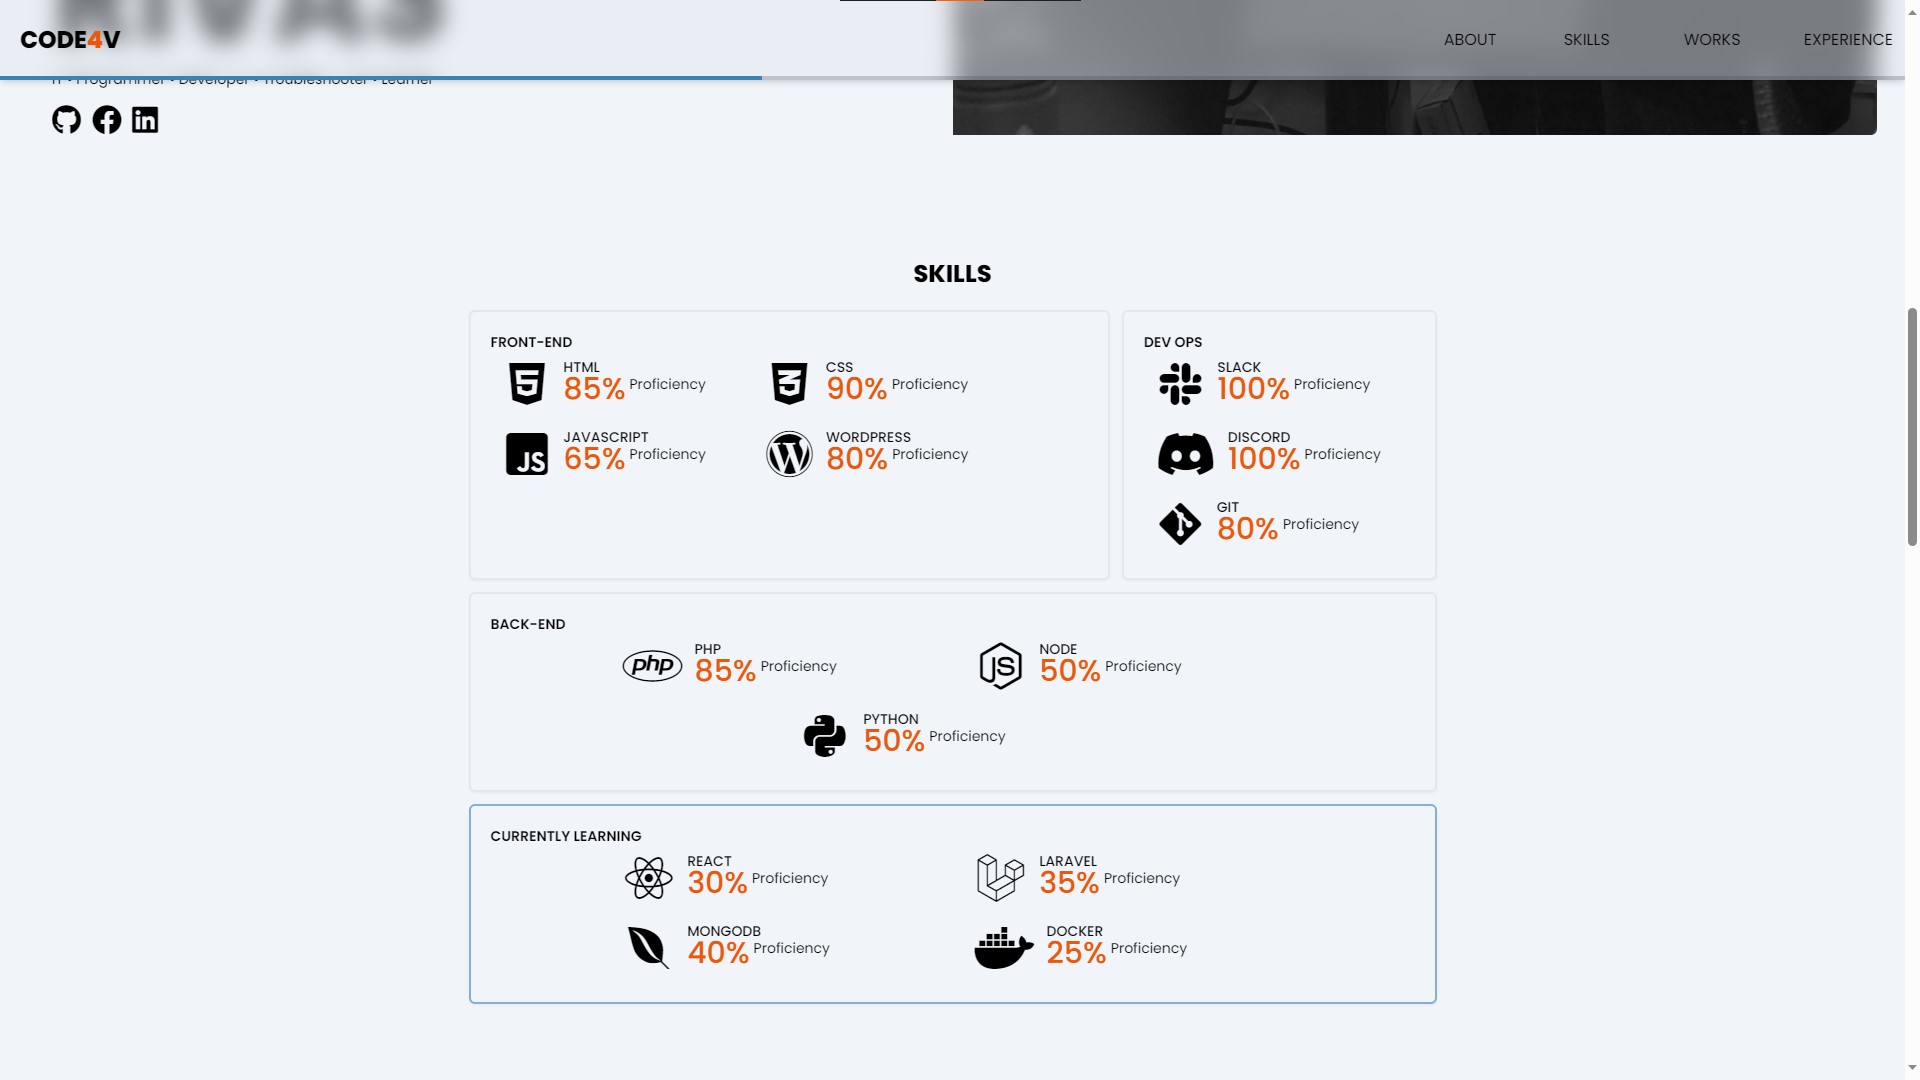 RIVAS
CODE4V
ABOUT
SKILLS
WORKS
EXPERIENCE
IT • Programmer • Developer • Troubleshooter • Learner
SKILLS
FRONT-END
HTML
85% Proficiency
CSS
90% Proficiency
JAVASCRIPT
65% Proficiency
WORDPRESS
80% Proficiency
DEV OPS
SLACK
100% Proficiency
DISCORD
100% Proficiency
GIT
80% Proficiency
BACK-END
PHP
85% Proficiency
NODE
50% Proficiency
PYTHON
50% Proficiency
CURRENTLY LEARNING
REACT
30% Proficiency
LARAVEL
35% Proficiency
MONGODB
40% Proficiency
DOCKER
25% Proficiency